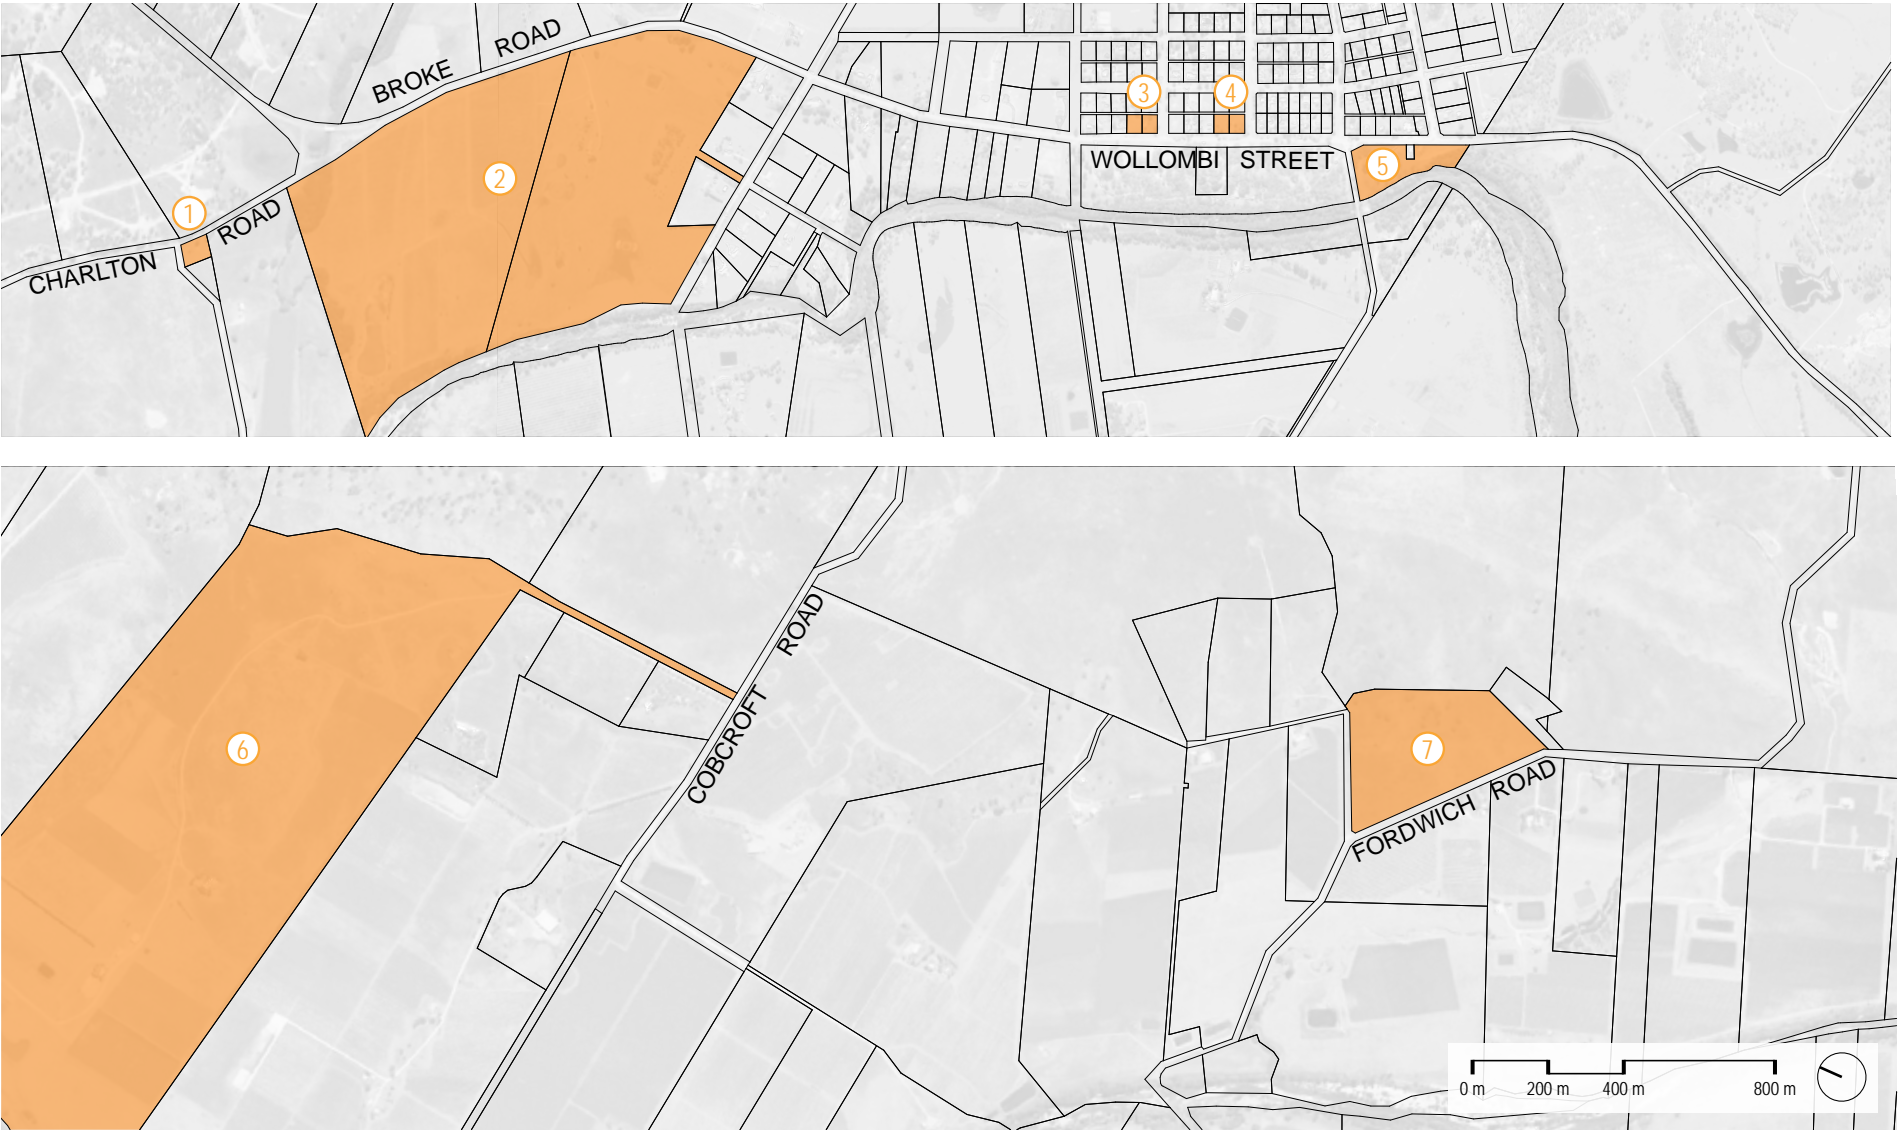 BROKE ROAD
3
4
WOLLOMBI STREET
5
2
1
CHARLTON ROAD
6
COBCROFT ROAD
7
FORDWICH ROAD
0 m 200 m 400 m 800 m